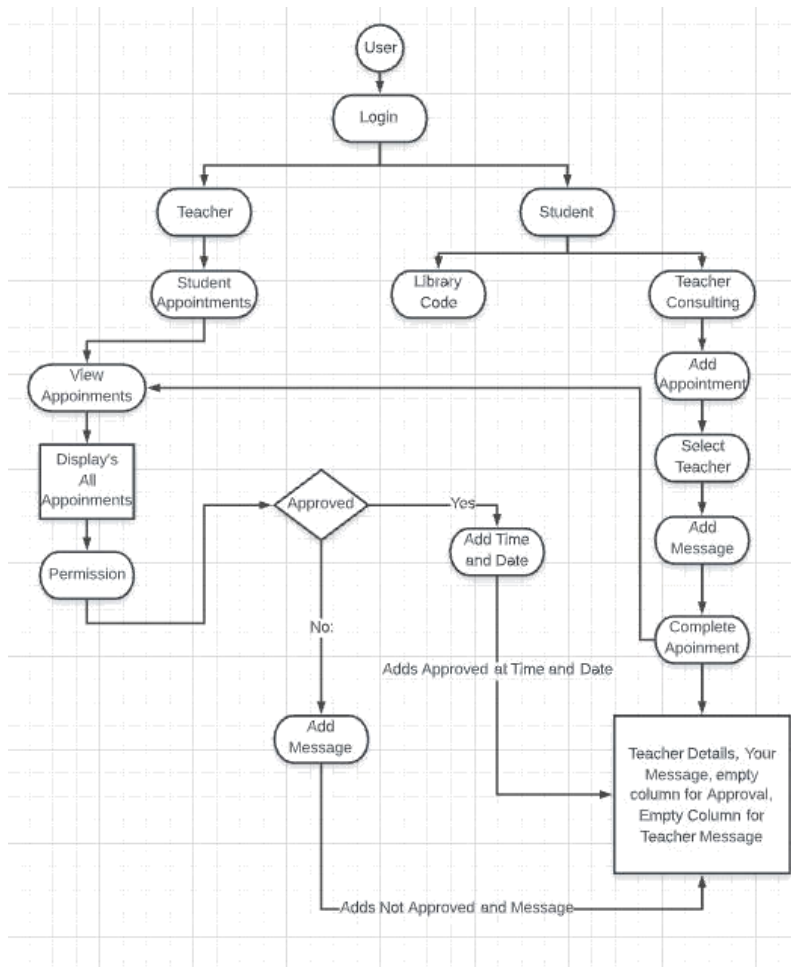 User
Login
Teacher
Student
Student
Appointments
Library
Code
Teacher
Consulting
View
Appoinments
Add
Appointment
Display's
All
Appoinments
Select
Teacher
Approved
Yes
Add Time
and Date
Add
Message
Permission
No:
Complete
Apoinment
Adds Approved at Time and Date
Add
Message
Teacher Details, Your
Message, empty
column for Approval,
Empty Column for
Teacher Message
Adds Not Approved and Message